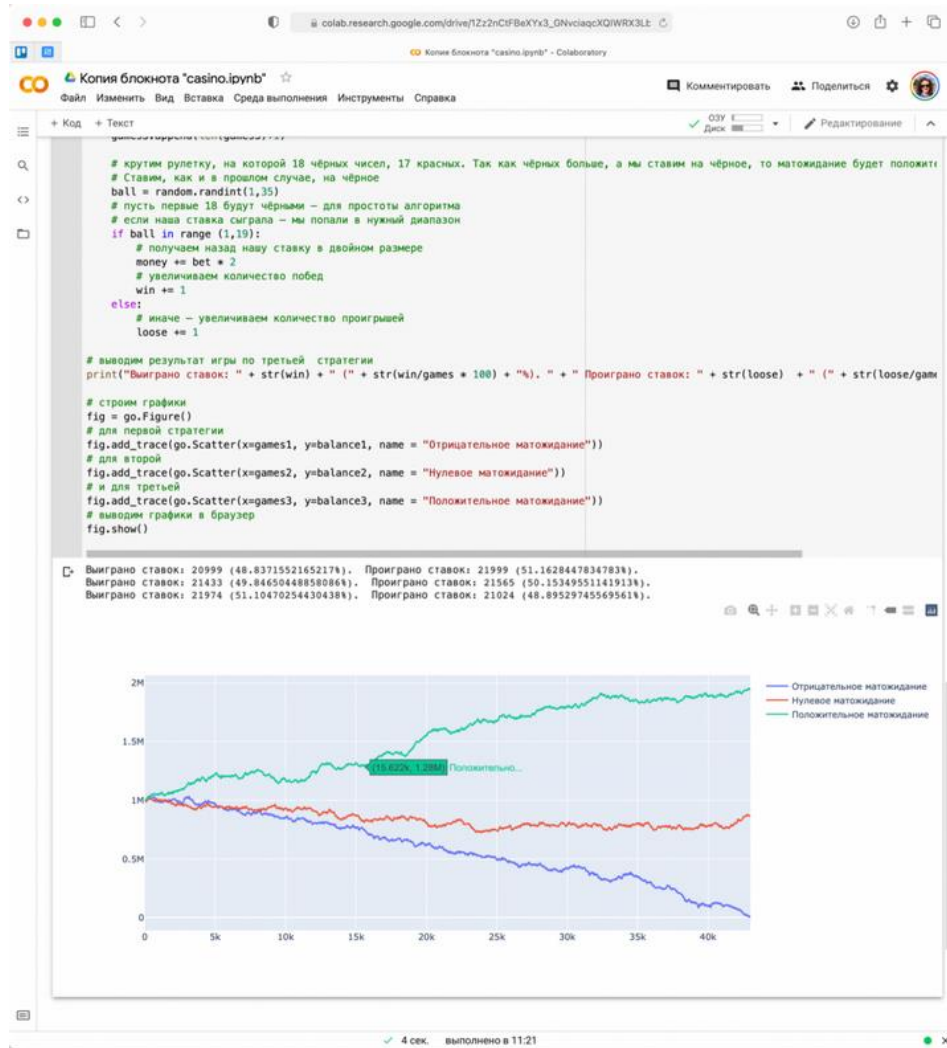 colab.research.google.com/drive/1Zz2nCtFBeXYx3_GNvciaqcXQIWRX3Lt
Копия блокнота "casino.ipynb" - Colaboratory
Копия блокнота "casino.ipynb"
Файл Изменить Вид Вставка Среда выполнения Инструменты Справка
Комментировать Поделиться
+ Код + Текст
ОЗУ
Диск
Редактирование
# крутим рулетку, на которой 18 чёрных чисел, 17 красных. Так как чёрных больше, а мы ставим на чёрное, то матожидание будет положите
# Ставим, как и в прошлом случае, на чёрное
ball = random.randint(1,35)
# пусть первые 18 будут чёрными — для простоты алгоритма
# если наша ставка сыграла — мы попали в нужный диапазон
if ball in range (1,19):
# получаем назад нашу ставку в двойном размере
money += bet * 2
# увеличиваем количество побед
win += 1
else:
# иначе — увеличиваем количество проигрышей
loose += 1
# выводим результат игры по третьей стратегии
print("Выиграно ставок: " + str(win) + " (" + str(win/games * 100) + "%). " + " Проиграно ставок: " + str(loose) + " (" + str(loose/game
# строим графики
fig = go.Figure()
# для первой стратегии
fig.add_trace(go.Scatter(x=games1, y=balance1, name = "Отрицательное матожидание"))
# для второй
fig.add_trace(go.Scatter(x=games2, y=balance2, name = "Нулевое матожидание"))
# и для третьей
fig.add_trace(go.Scatter(x=games3, y=balance3, name = "Положительное матожидание"))
# выводим графики в браузер
fig.show()
Выиграно ставок: 20999 (48.8371552165217%). Проиграно ставок: 21999 (51.1628447834783%).
Выиграно ставок: 21433 (49.8465044858086%). Проиграно ставок: 21565 (50.15349551141913%).
Выиграно ставок: 21974 (51.10470254430438%). Проиграно ставок: 21024 (48.89529745569561%).
2M
1.5M
1M
0.5M
0
(15.622k, 1.28M) Положительно...
Отрицательное матожидание
Нулевое матожидание
Положительное матожидание
0 5k 10k 15k 20k 25k 30k 35k 40k
4 сек. выполнено в 11:21